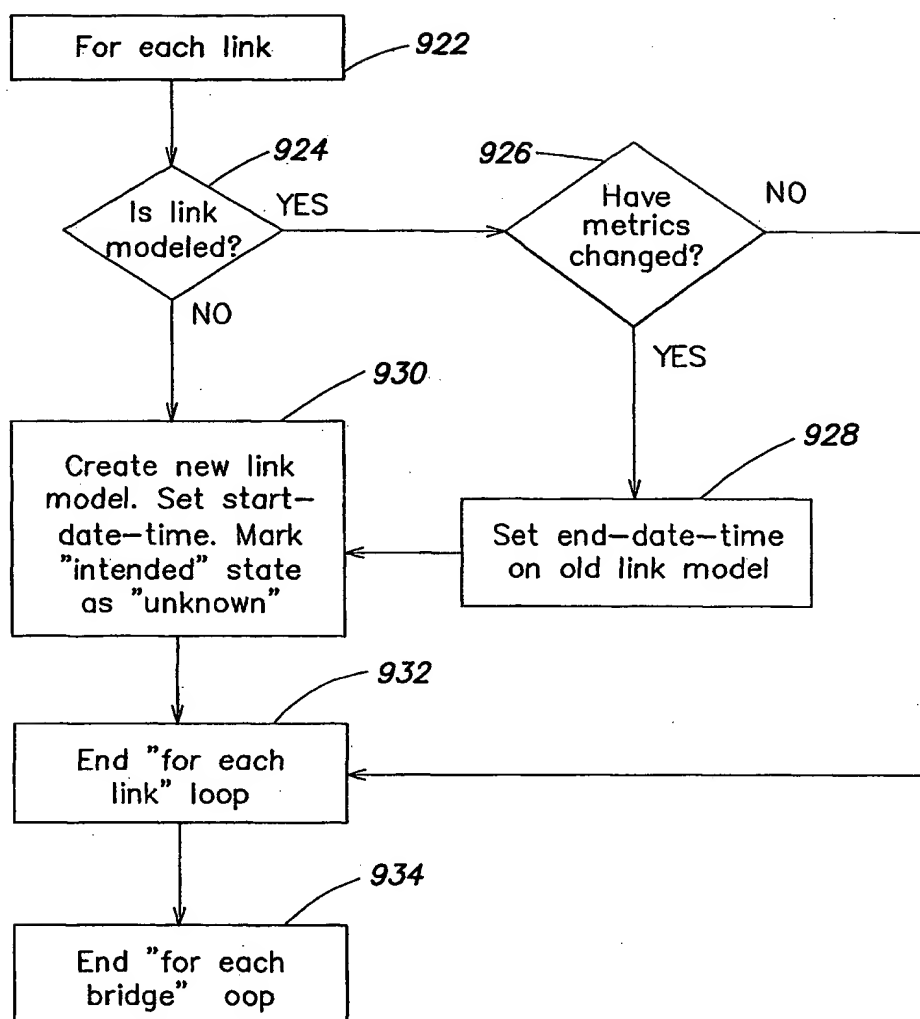 For each link
922
924
Is link
modeled?
YES
NO
926
Have
metrics
changed?
NO
YES
930
Create new link
model. Set start-
date-time. Mark
"intended" state
as "unknown"
928
Set end-date-time
on old link model
932
End "for each
link" loop
934
End "for each
bridge" oop